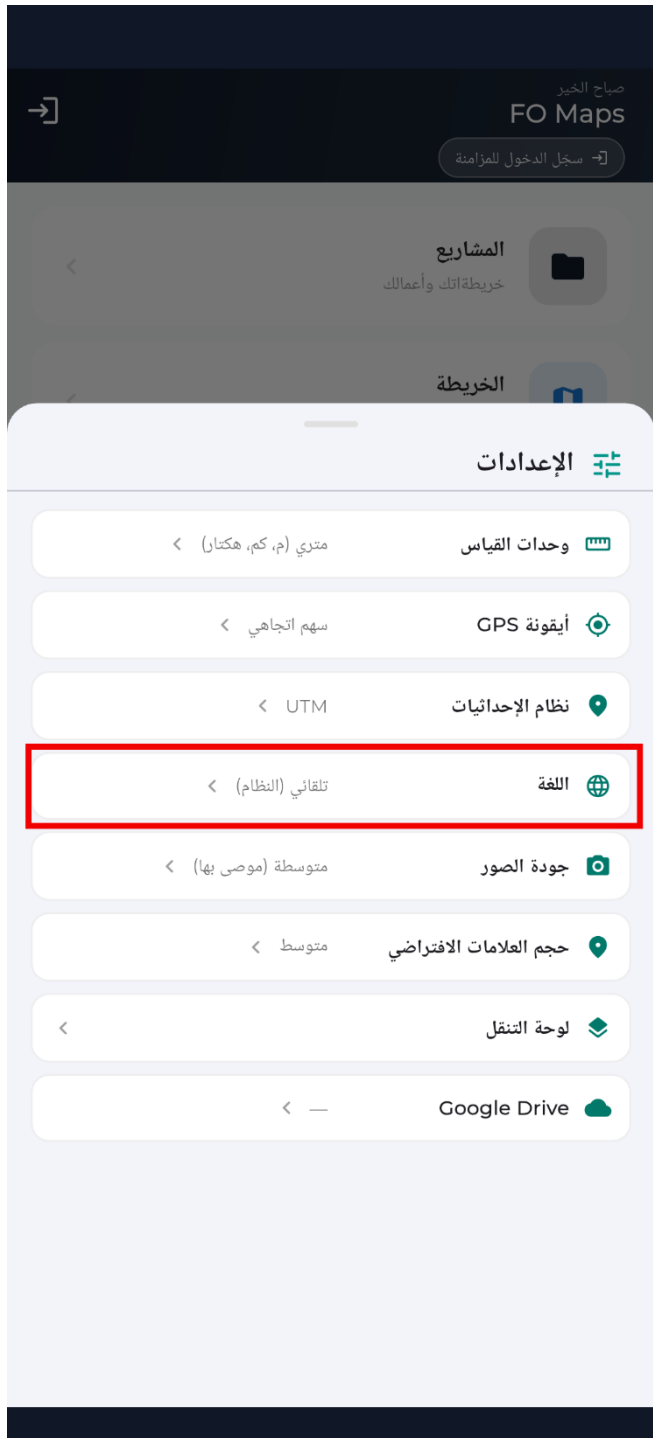 صباح الخير
FO Maps
سجل الدخول للمزامنة
المشاريع
خريطةاتك وأعمالك
الخريطة
الإعدادات
وحدات القياس متري (م، كم، هكتار)
أيقونة GPS سهم اتجاهي
نظام الإحداثيات UTM
اللغة تلقائي (النظام)
جودة الصور متوسطة (موصى بها)
حجم العلامات الافتراضي متوسط
لوحة التنقل
Google Drive —